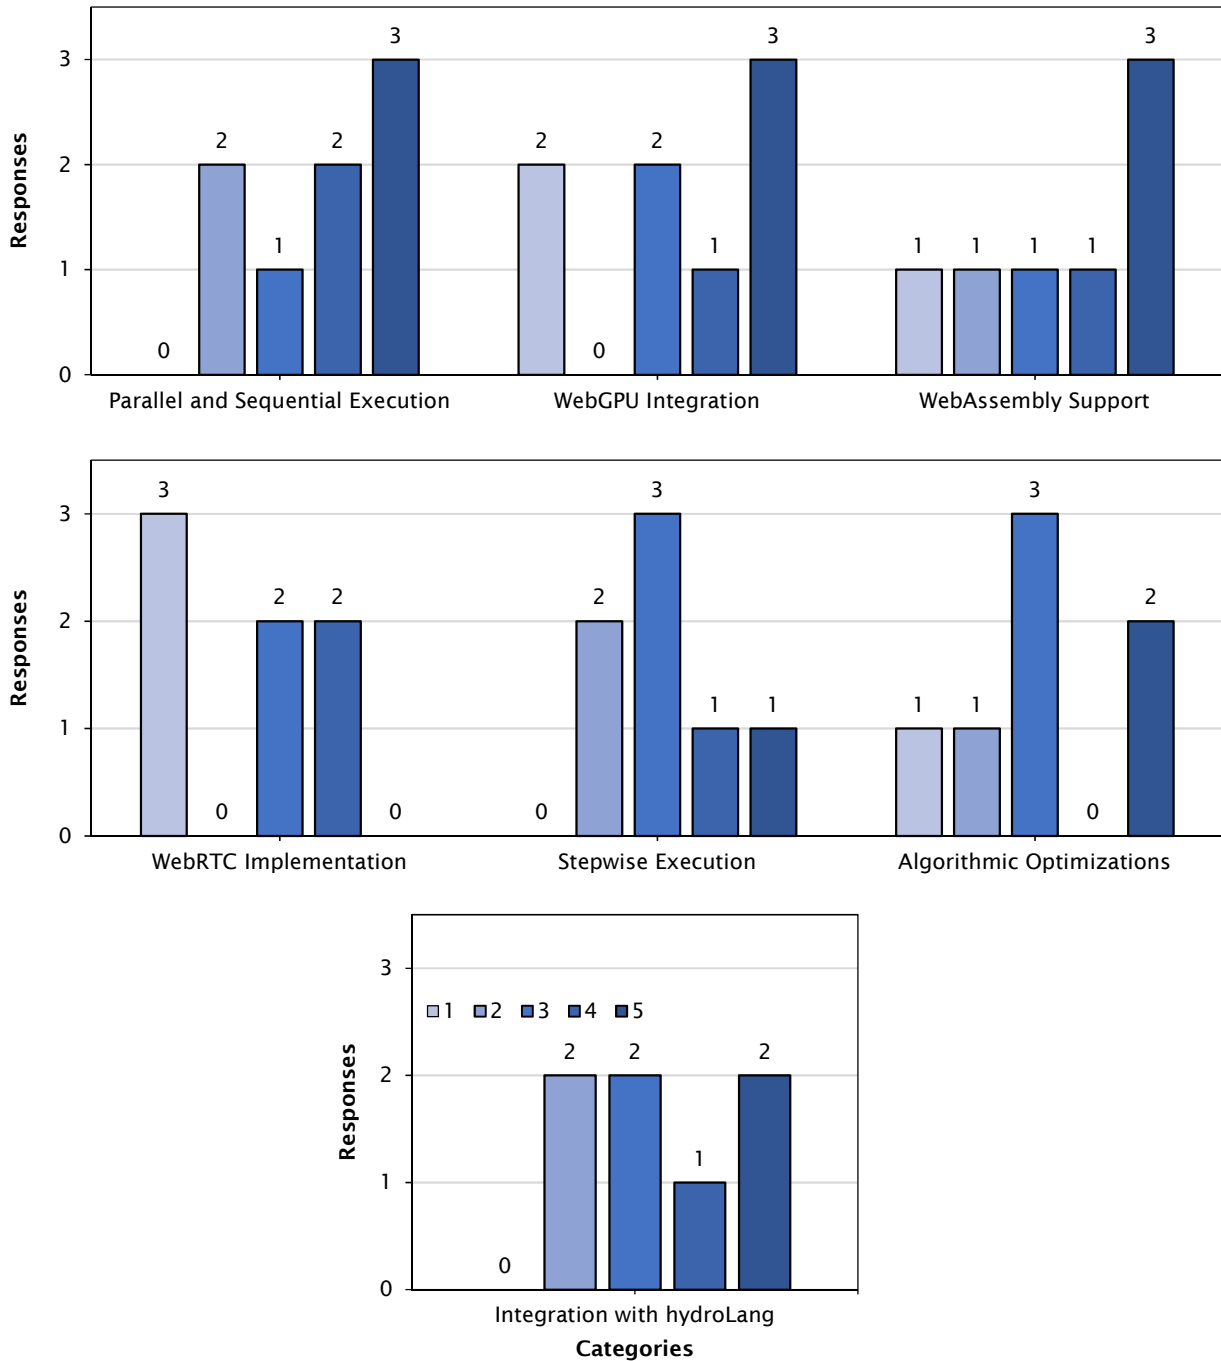 3 3 3
3
2 2 2 2
2
Responses
1 1 1 1 1 1
1
0 0
0
Parallel and Sequential Execution WebGPU Integration WebAssembly Support
3 3 3
3
2 2 2 2
2
Responses
1 1 1 1
1
0 0 0 0
0
WebRTC Implementation Stepwise Execution Algorithmic Optimizations
3
1 2 3 4 5
2 2 2
2
Responses
1
1
0
0
Integration with hydroLang
Categories